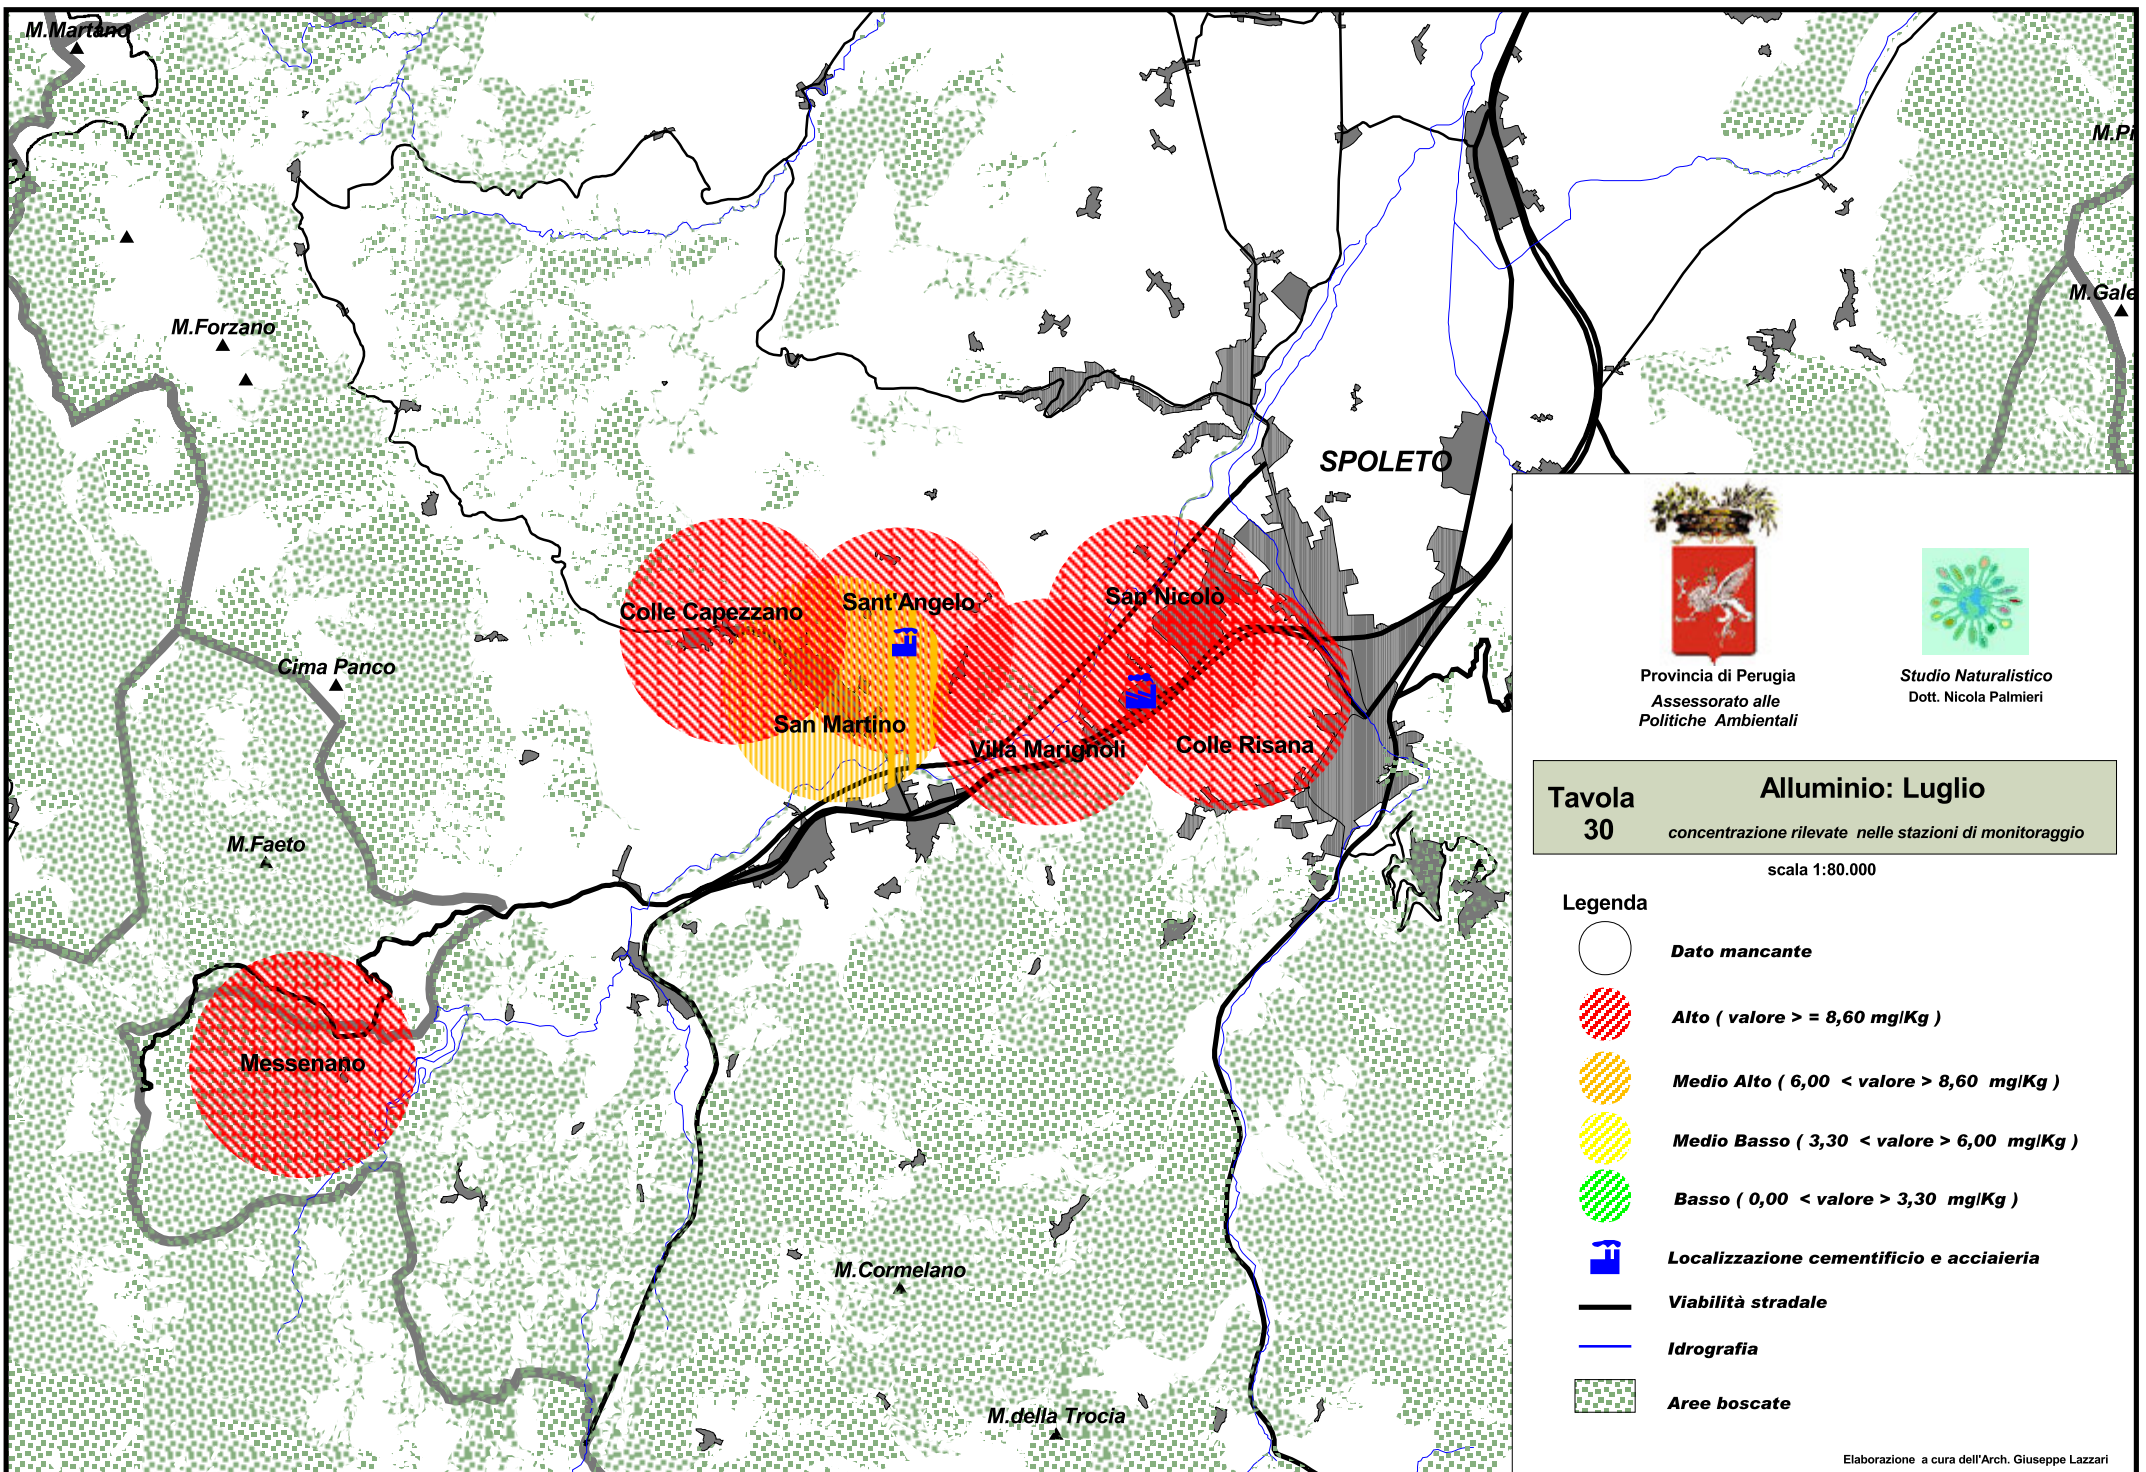 M.Martano
M.Pi
M.Gale
M.Forzano
SPOLETO
Colle Capezzano
Sant'Angelo
San Nicolò
Cima Panco
San Martino
Villa Marignoli
Colle Risana
M.Faeto
Messenano
M.Cormelano
M.della Trocia
Provincia di Perugia
Assessorato alle
Politiche Ambientali
Studio Naturalistico
Dott. Nicola Palmieri
Tavola
30
Alluminio: Luglio
concentrazione rilevate nelle stazioni di monitoraggio
scala 1:80.000
Legenda
Dato mancante
Alto ( valore > = 8,60 mg/Kg )
Medio Alto ( 6,00 < valore > 8,60 mg/Kg )
Medio Basso ( 3,30 < valore > 6,00 mg/Kg )
Basso ( 0,00 < valore > 3,30 mg/Kg )
Localizzazione cementificio e acciaieria
Viabilità stradale
Idrografia
Aree boscate
Elaborazione a cura dell'Arch. Giuseppe Lazzari